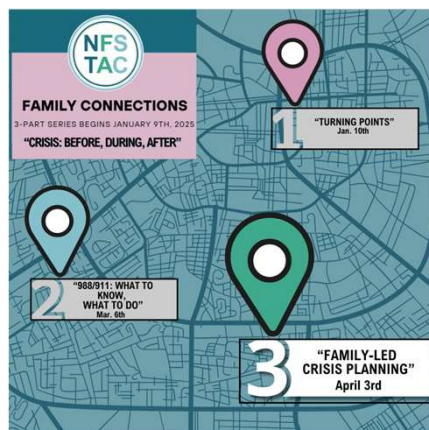 NFS
TAC
FAMILY CONNECTIONS
3-PART SERIES BEGINS JANUARY 9TH, 2025
"CRISIS: BEFORE, DURING, AFTER"
1
"TURNING POINTS"
Jan. 10th
2
"988/911: WHAT TO
KNOW,
WHAT TO DO"
Mar. 6th
3
"FAMILY-LED
CRISIS PLANNING"
April 3rd